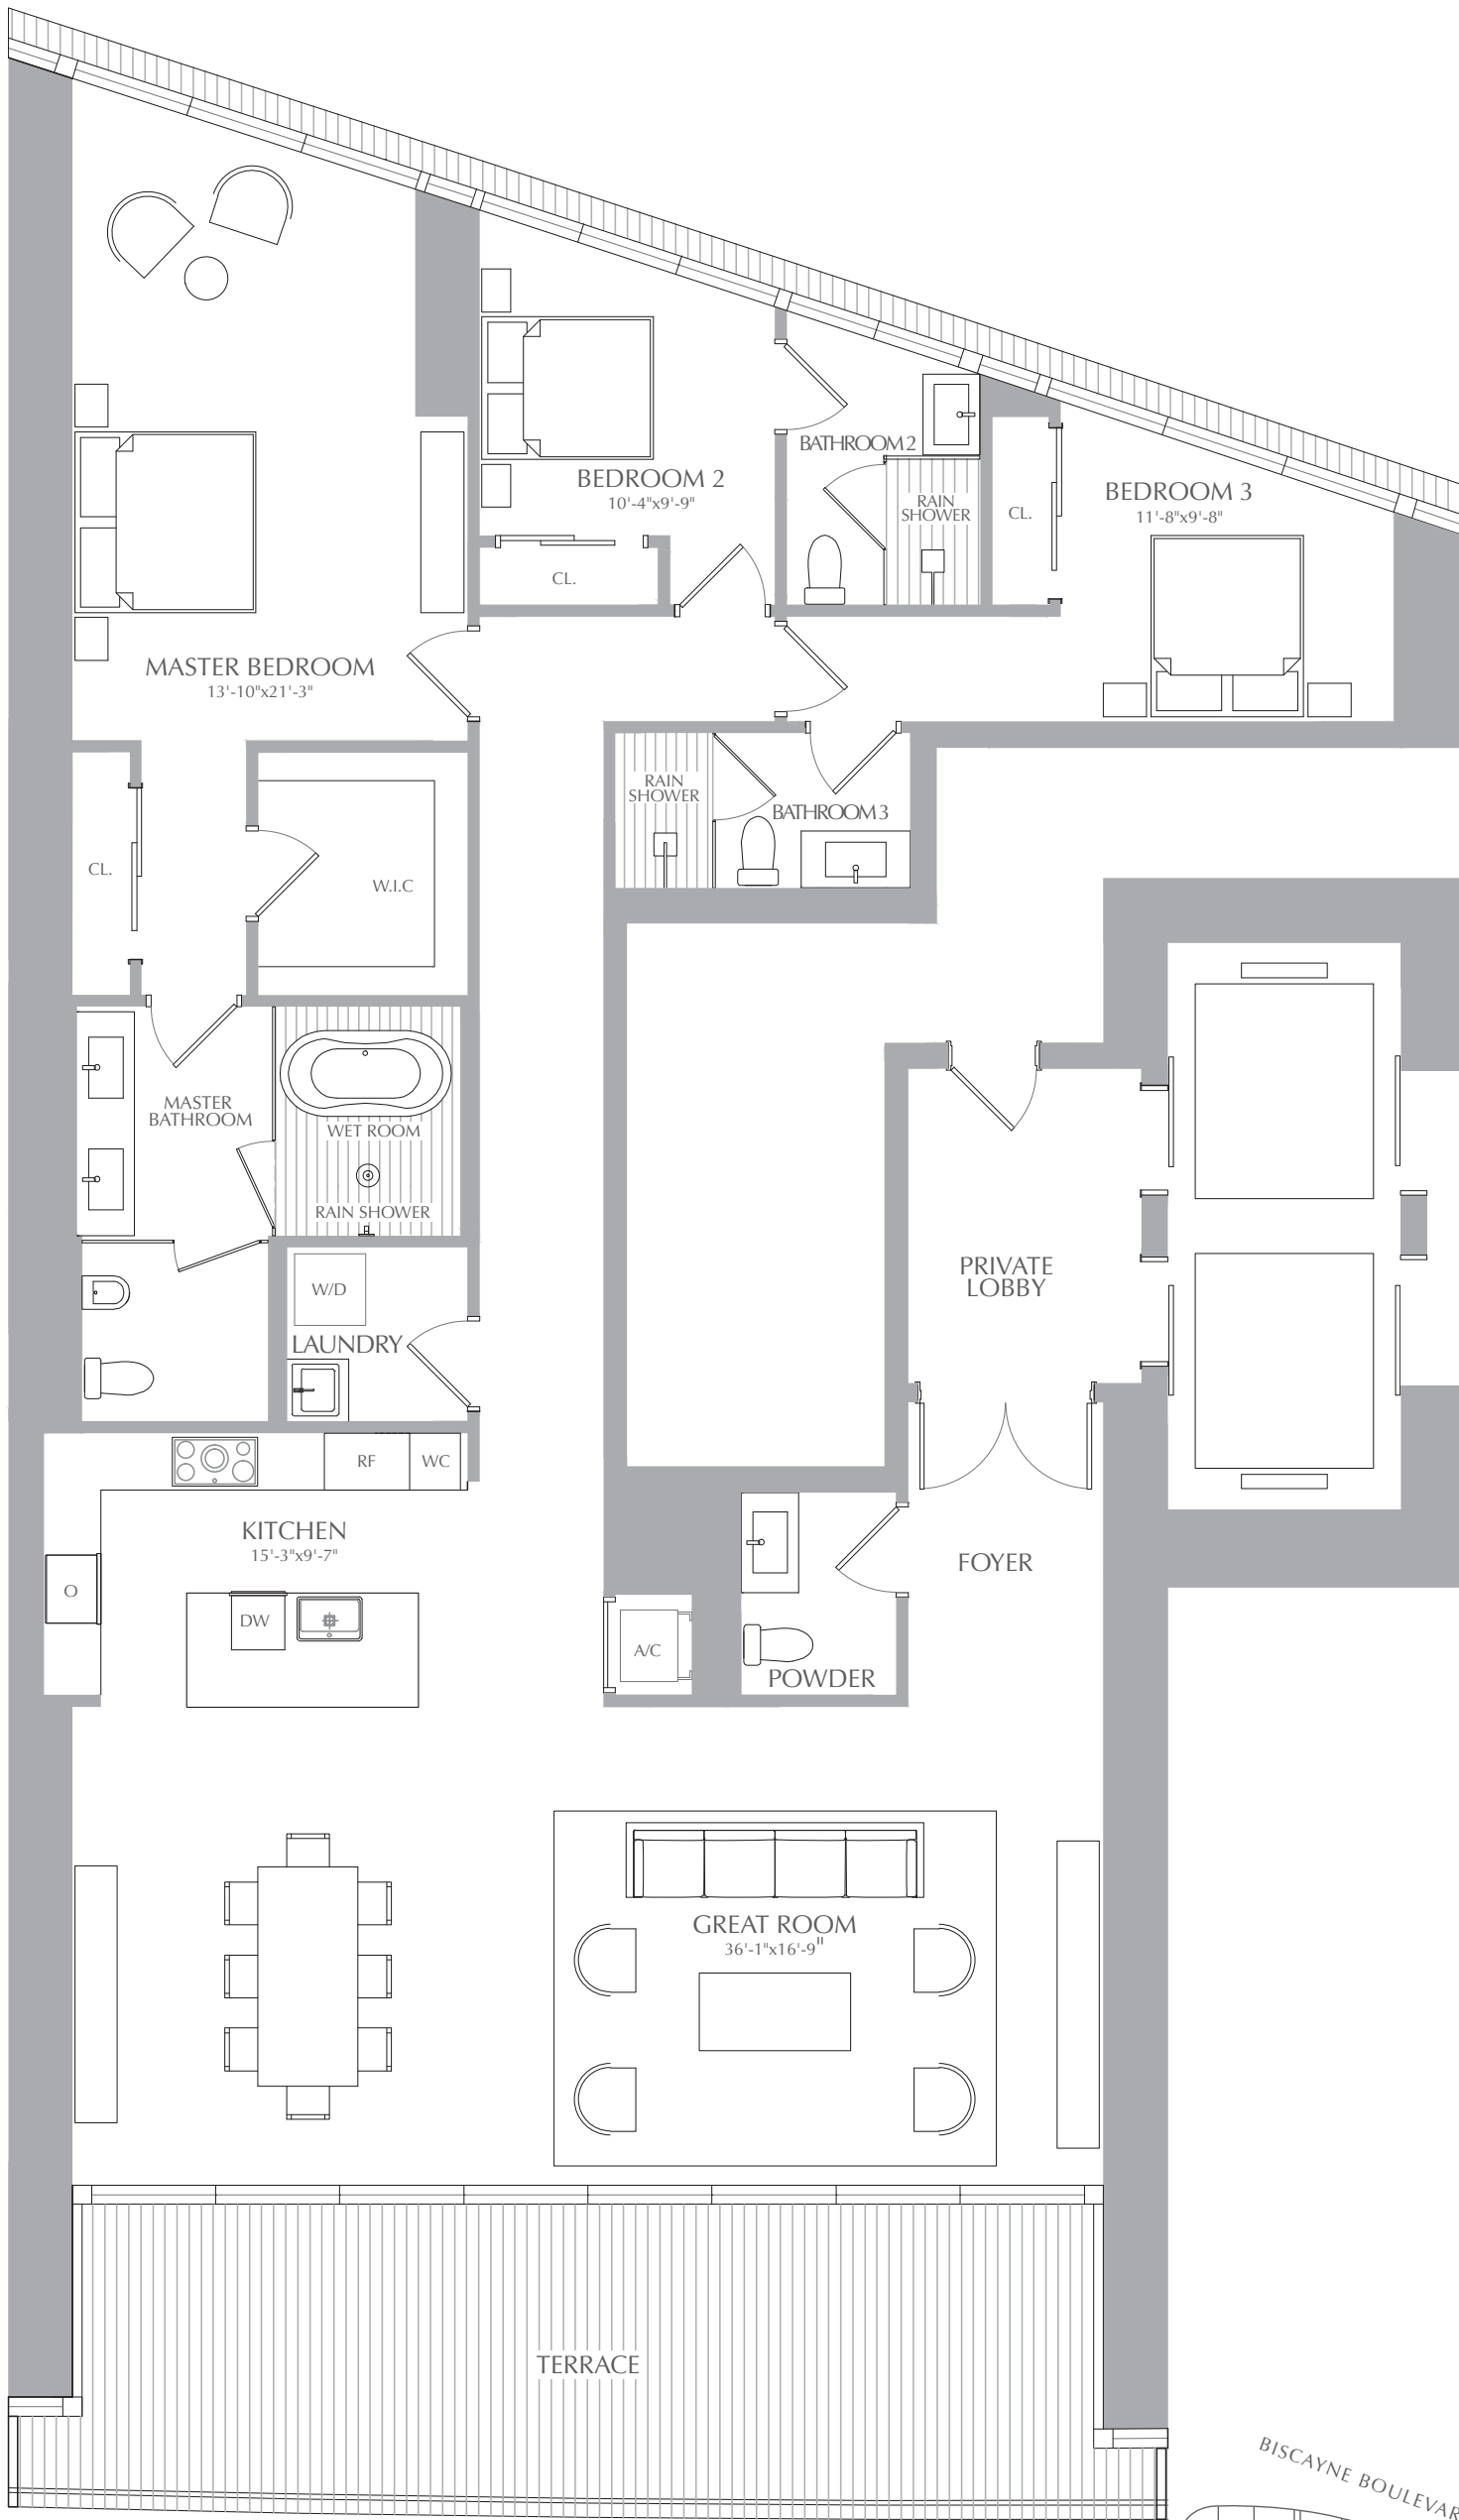 BATHROOM 2
BEDROOM 2
10'-4"x9'-9"
RAIN
SHOWER
CL.
BEDROOM 3
11'-8"x9'-8"
CL.
MASTER BEDROOM
13'-10"x21'-3"
RAIN
SHOWER
BATHROOM 3
CL.
W.I.C
MASTER
BATHROOM
WET ROOM
RAIN SHOWER
PRIVATE
LOBBY
W/D
LAUNDRY
RF
WC
KITCHEN
15'-3"x9'-7"
FOYER
O
DW
A/C
POWDER
GREAT ROOM
36'-1"x16'-9"
TERRACE
BISCAYNE BOULEVAR